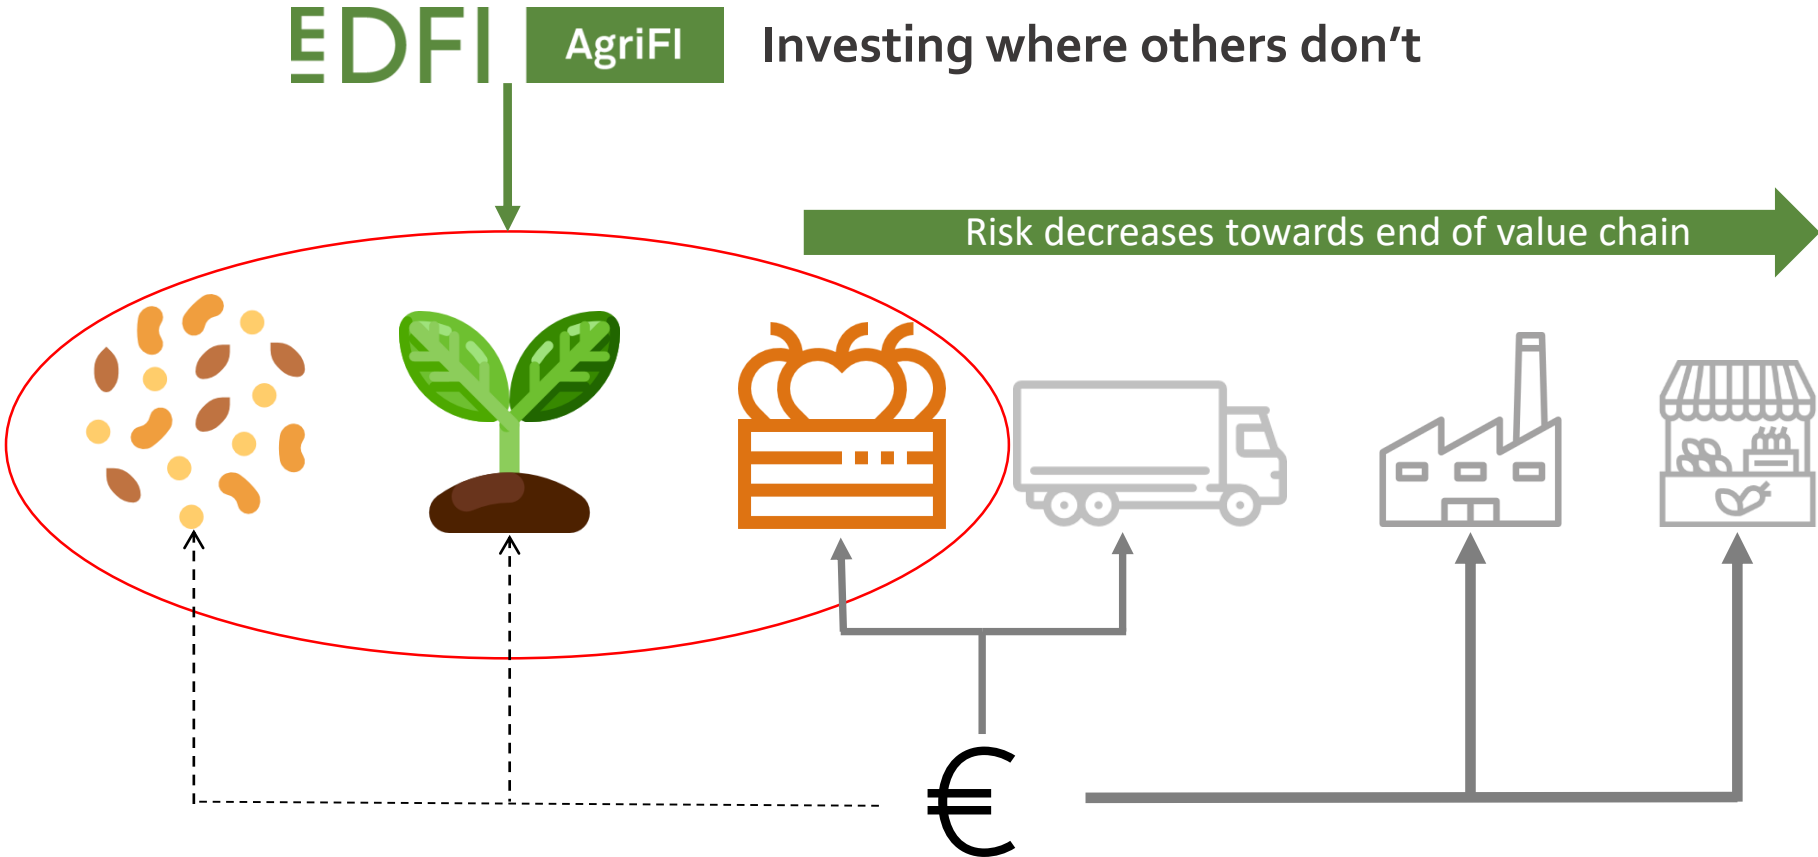 EDFI AgriFI Investing where others don’t
Risk decreases towards end of value chain
€